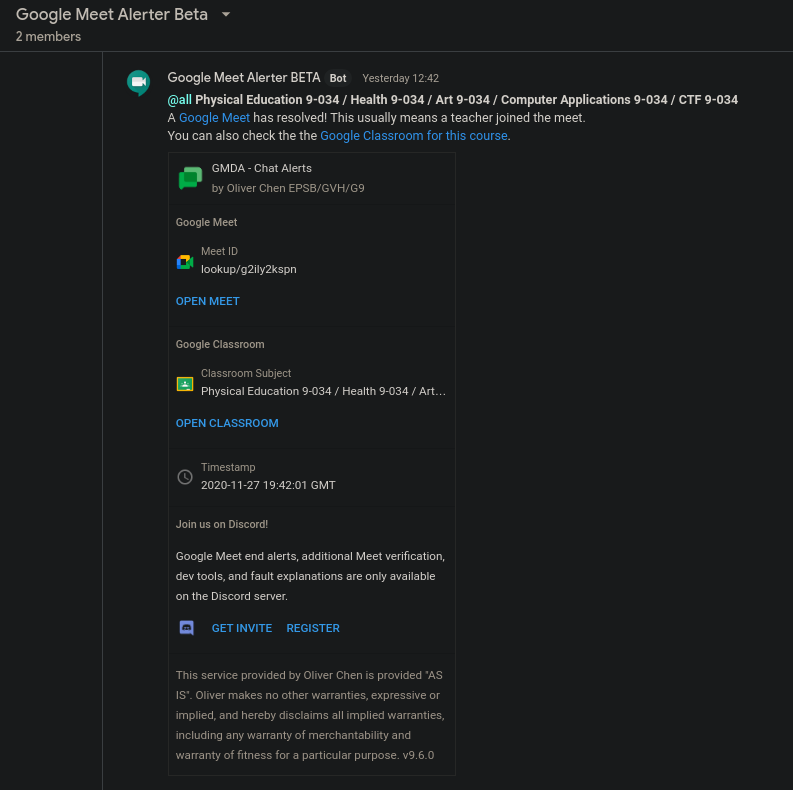 Google Meet Alerter Beta
2 members
Google Meet Alerter BETA Bot Yesterday 12:42
@all Physical Education 9-034 / Health 9-034 / Art 9-034 / Computer Applications 9-034 / CTF 9-034
A Google Meet has resolved! This usually means a teacher joined the meet.
You can also check the the Google Classroom for this course.
GMDA - Chat Alerts
by Oliver Chen EPSB/GVH/G9
Google Meet
Meet ID
lookup/g2ily2kspn
OPEN MEET
Google Classroom
Classroom Subject
Physical Education 9-034 / Health 9-034 / Art...
OPEN CLASSROOM
Timestamp
2020-11-27 19:42:01 GMT
Join us on Discord!
Google Meet end alerts, additional Meet verification,
dev tools, and fault explanations are only available
on the Discord server.
GET INVITE REGISTER
This service provided by Oliver Chen is provided "AS
IS". Oliver makes no other warranties, expressive or
implied, and hereby disclaims all implied warranties,
including any warranty of merchantability and
warranty of fitness for a particular purpose. v9.6.0